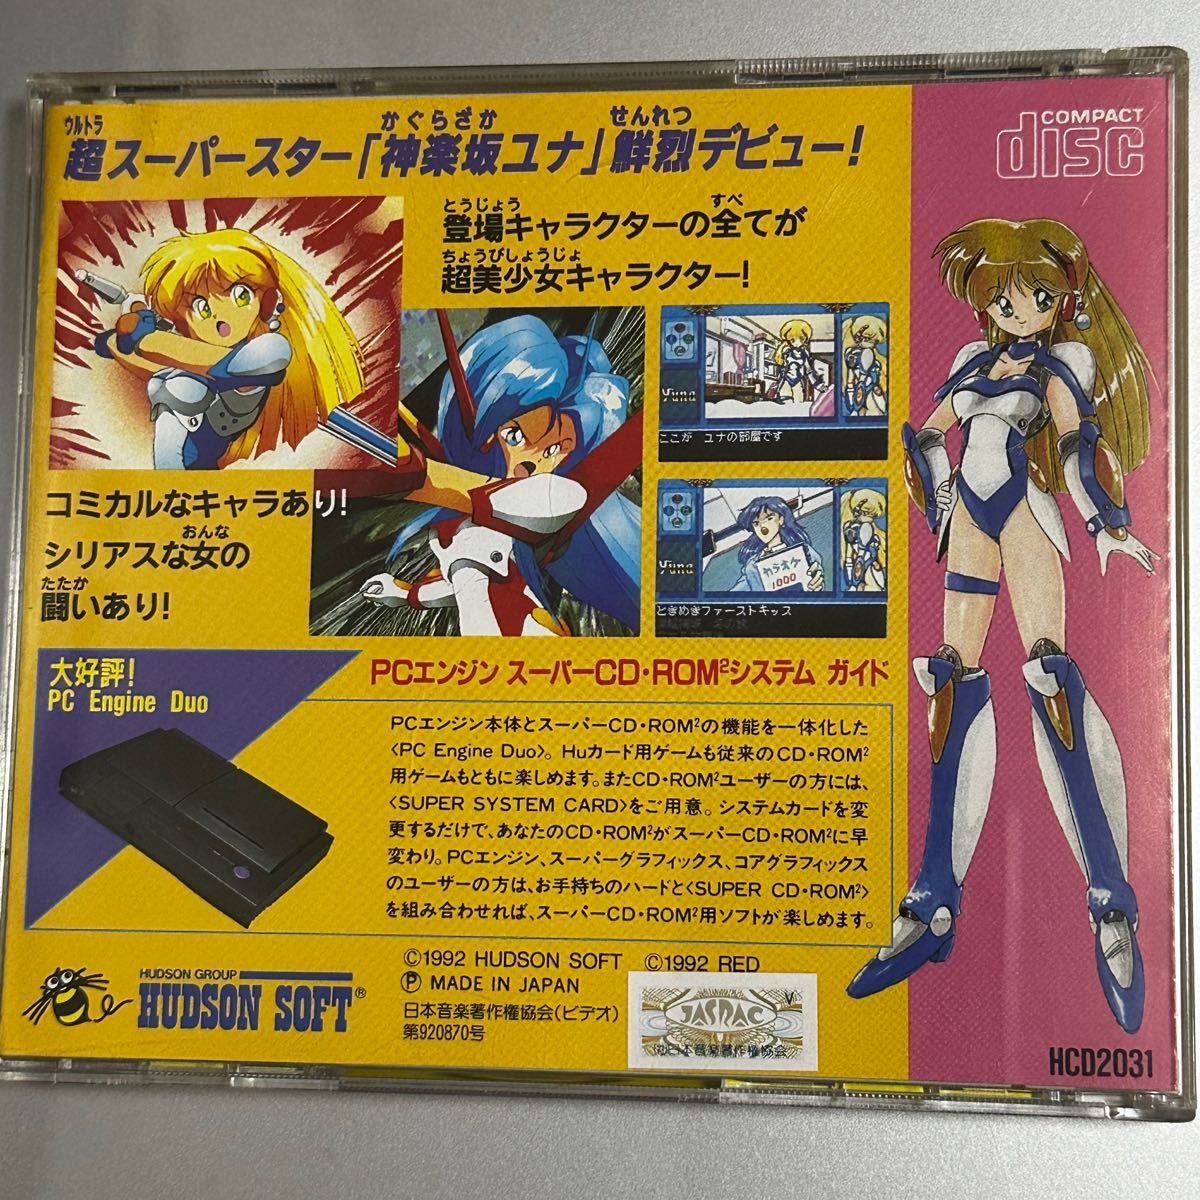 COMPACT
disc
ウルトラ かぐらざか せんれつ
超スーパースター「神楽坂ユナ」鮮烈デビュー!
とうじょう すべ
登場キャラクターの全てが
ちょうびしょうじょ
超美少女キャラクター!
Yuna
ここが ユナの部屋です
コミカルなキャラあり!
おんな
シリアスな女の
たたか
闘いあり!
カラオケ
1000
Yuna
ときめきファーストキッス
大好評!
PC Engine Duo
PCエンジン スーパーCD・ROM²システム ガイド
PCエンジン本体とスーパーCD・ROM²の機能を一体化した
〈PC Engine Duo〉。Huカード用ゲームも従来のCD・ROM²
用ゲームもともに楽しめます。またCD・ROM²ユーザーの方には、
〈SUPER SYSTEM CARD〉をご用意。システムカードを変
更するだけで、あなたのCD・ROM²がスーパーCD・ROM²に早
変わり。PCエンジン、スーパーグラフィックス、コアグラフィックス
のユーザーの方は、お手持ちのハードと〈SUPER CD・ROM²〉
を組み合わせれば、スーパーCD・ROM²用ソフトが楽しめます。
HUDSON GROUP
HUDSON SOFT®
©1992 HUDSON SOFT ©1992 RED
Ⓟ MADE IN JAPAN
日本音楽著作権協会(ビデオ)
第920870号
V
JASRAC
HCD2031